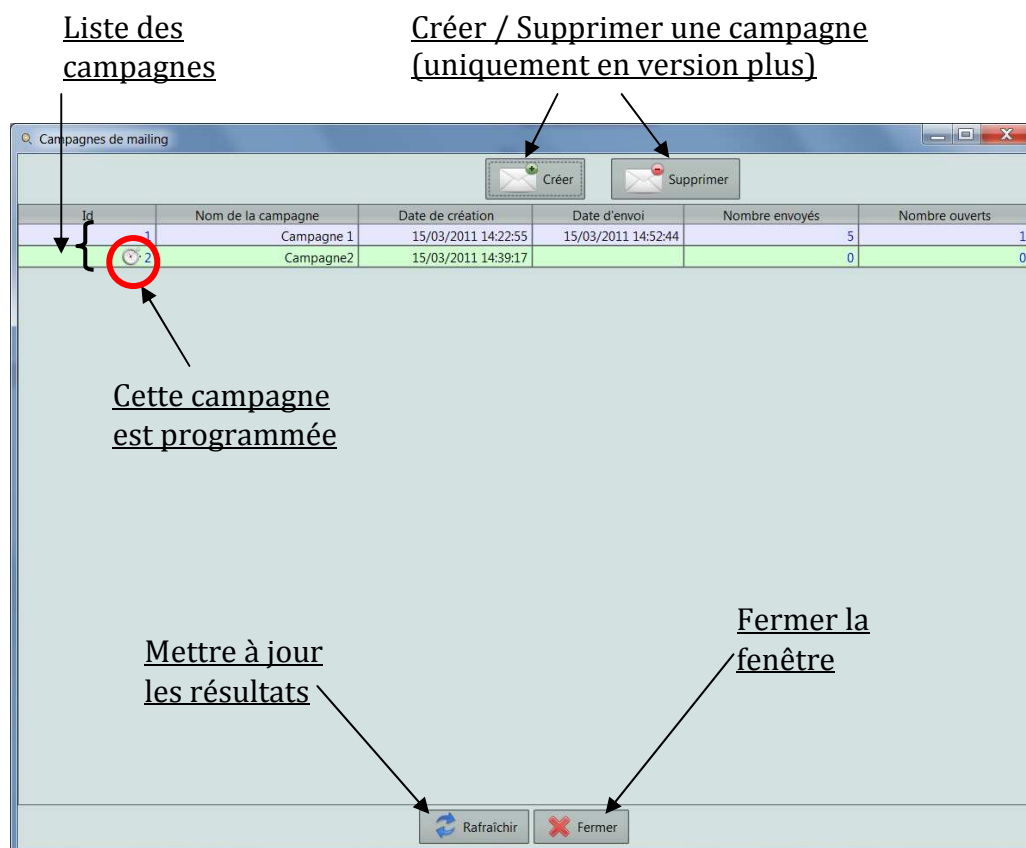 Liste des
campagnes
Créer / Supprimer une campagne
(uniquement en version plus)
Campagnes de mailing
Créer
Supprimer
Id Nom de la campagne Date de création Date d'envoi Nombre envoyés Nombre ouverts
1 Campagne 1 15/03/2011 14:22:55 15/03/2011 14:52:44 5 1
2 Campagne2 15/03/2011 14:39:17 0 0
Cette campagne
est programmée
Mettre à jour
les résultats
Fermer la
fenêtre
Rafraîchir
Fermer